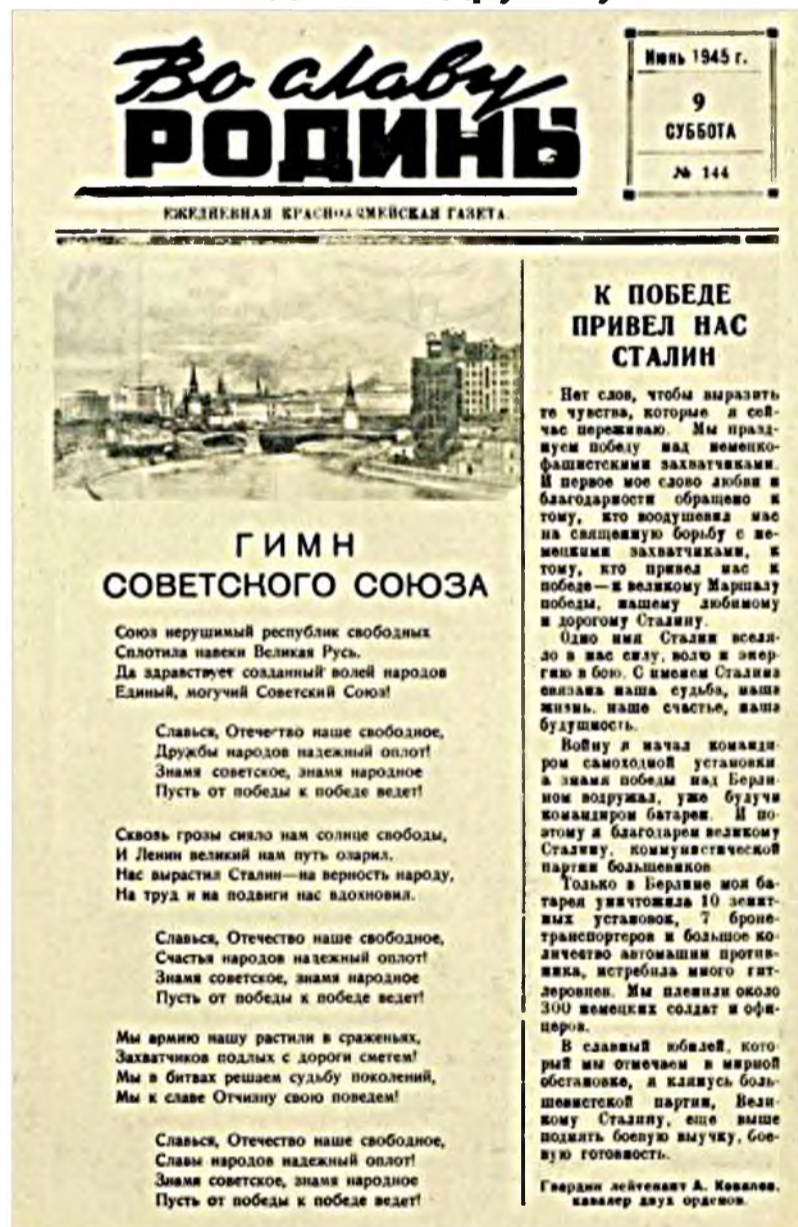 Во славу
РОДИНЫ
ЕЖЕДНЕВНАЯ КРАСНОАРМЕЙСКАЯ ГАЗЕТА.
Июнь 1945 г.
9
СУББОТА
№ 144
ГИМН
СОВЕТСКОГО СОЮЗА
Союз нерушимый республик свободных
Сплотила навеки Великая Русь.
Да здравствует созданный волей народов
Единый, могучий Советский Союз!
Славься, Отечество наше свободное,
Дружбы народов надежный оплот!
Знамя советское, знамя народное
Пусть от победы к победе ведет!
Сквозь грозы сияло нам солнце свободы,
И Ленин великий нам путь озарил.
Нас вырастил Сталин—на верность народу,
На труд и на подвиги нас вдохновил.
Славься, Отечество наше свободное,
Счастья народов надежный оплот!
Знамя советское, знамя народное
Пусть от победы к победе ведет!
Мы армию нашу растили в сраженьях,
Захватчиков подлых с дороги сметем!
Мы в битвах решаем судьбу поколений,
Мы к славе Отчизну свою поведем!
Славься, Отечество наше свободное,
Славы народов надежный оплот!
Знамя советское, знамя народное
Пусть от победы к победе ведет!
К ПОБЕДЕ
ПРИВЕЛ НАС
СТАЛИН
Нет слов, чтобы выразить
те чувства, которые я сей-
час переживаю. Мы празд-
нуем победу над немецко-
фашистскими захватчиками.
И первое мое слово любви и
благодарности обращено к
тому, кто воодушевил нас
на священную борьбу с не-
мецкими захватчиками, к
тому, кто привел нас к
победе—к великому Маршалу
победы, нашему любимому
и дорогому Сталину.
Одно имя Сталин вселя-
ло в нас силу, волю и энер-
гию в бою. С именем Сталина
связана наша судьба, наша
жизнь, наше счастье, наша
будущность.
Войну я начал команди-
ром самоходной установки
а знамя победы над Берли-
ном водружал, уже будучи
командиром батареи. И по-
этому я благодарен великому
Сталину, коммунистической
партии большевиков
Только в Берлине моя ба-
тарея уничтожила 10 зенит-
ных установок, 7 броне-
транспортеров и большое ко-
личество автомашин против-
ника, истребила много гит-
леровцев. Мы пленили около
300 немецких солдат и офи-
церов.
В славный юбилей, кото-
рый мы отмечаем в мирной
обстановке, я клянусь боль-
шевистской партии, Вели-
кому Сталину, еще выше
поднять боевую выучку, бое-
вую готовность.
Гвардии лейтенант А. Ковалев,
кавалер двух орденов.